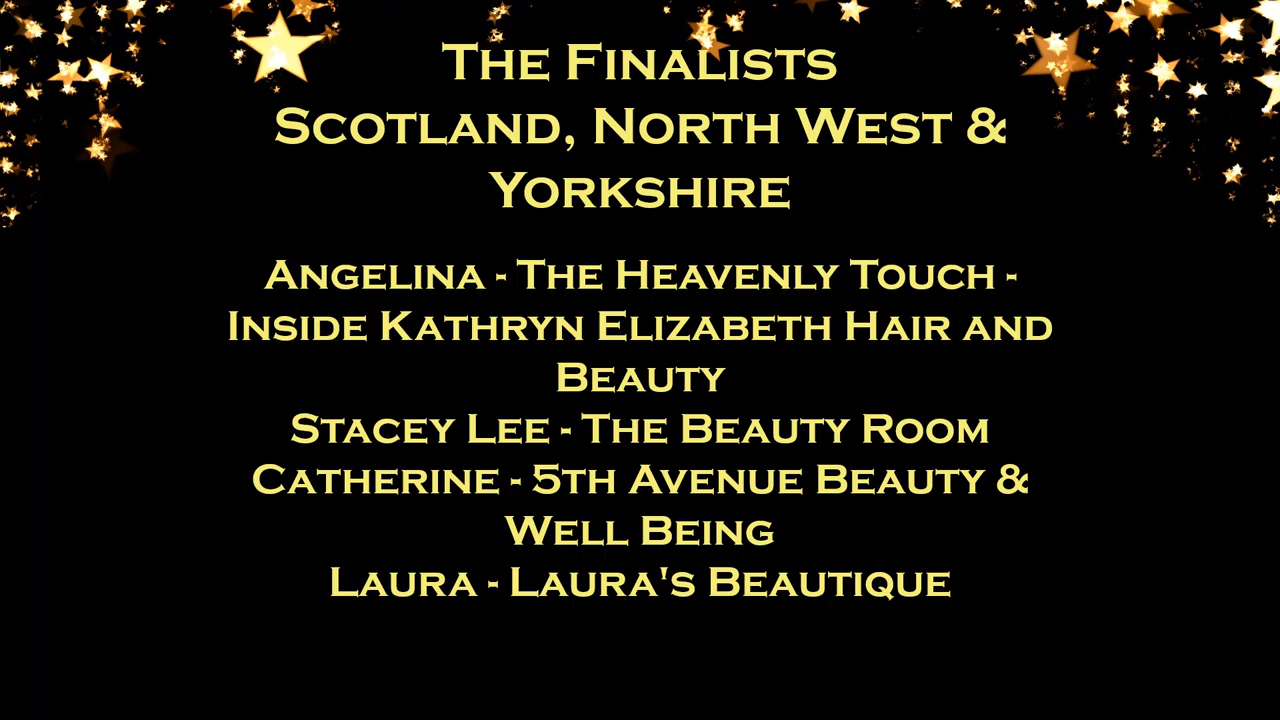 The Finalists
Scotland, North West &
Yorkshire
Angelina - The Heavenly Touch -
Inside Kathryn Elizabeth Hair and
Beauty
Stacey Lee - The Beauty Room
Catherine - 5th Avenue Beauty &
Well Being
Laura - Laura's Beautique